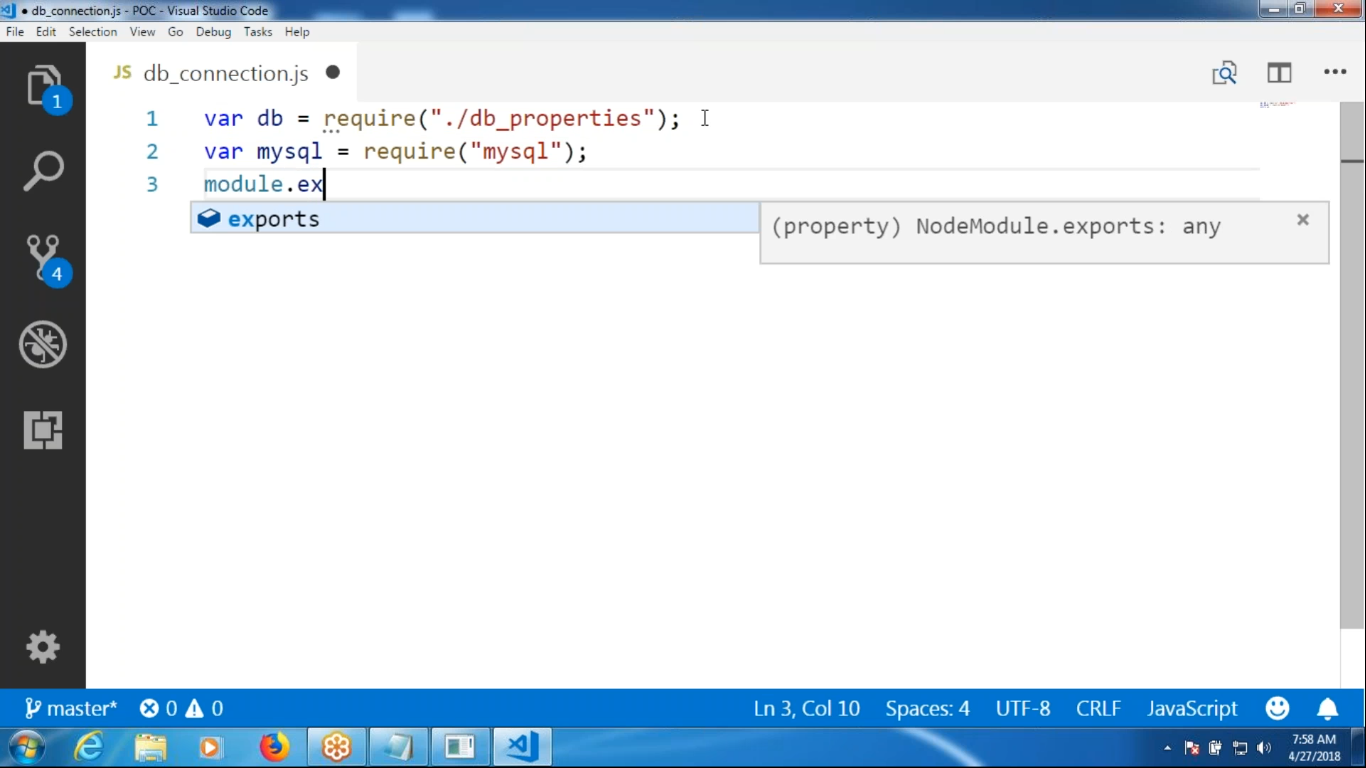 ● db_connection.js - POC - Visual Studio Code
File Edit Selection View Go Debug Tasks Help
JS db_connection.js ●
1
1 var db = require("./db_properties");
2 var mysql = require("mysql");
3 module.ex
exports
(property) NodeModule.exports: any
4
master* 0 0 Ln 3, Col 10 Spaces: 4 UTF-8 CRLF JavaScript
7:58 AM
4/27/2018